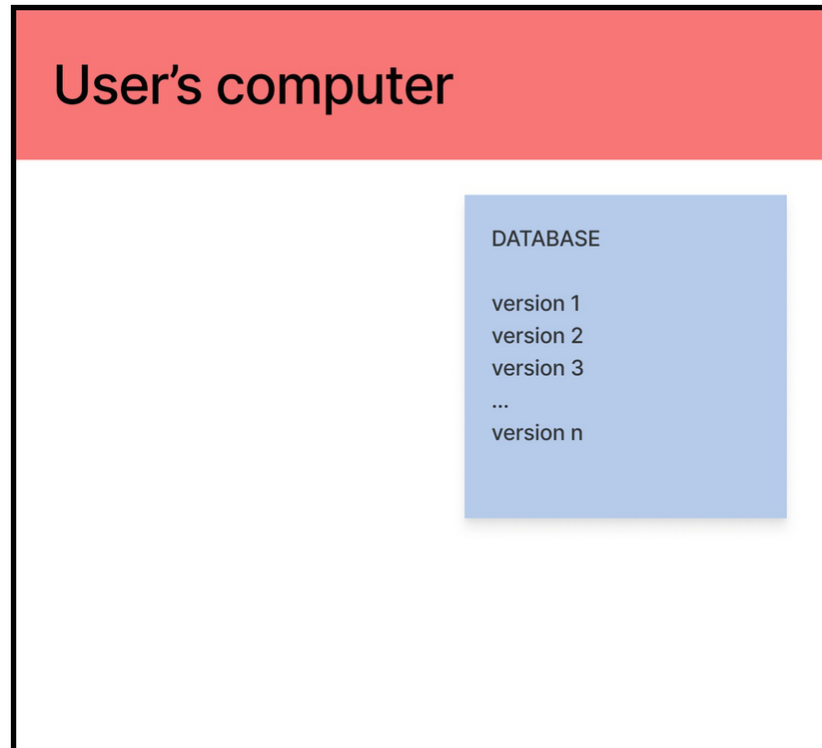 User’s computer
DATABASE
version 1
version 2
version 3
...
version n